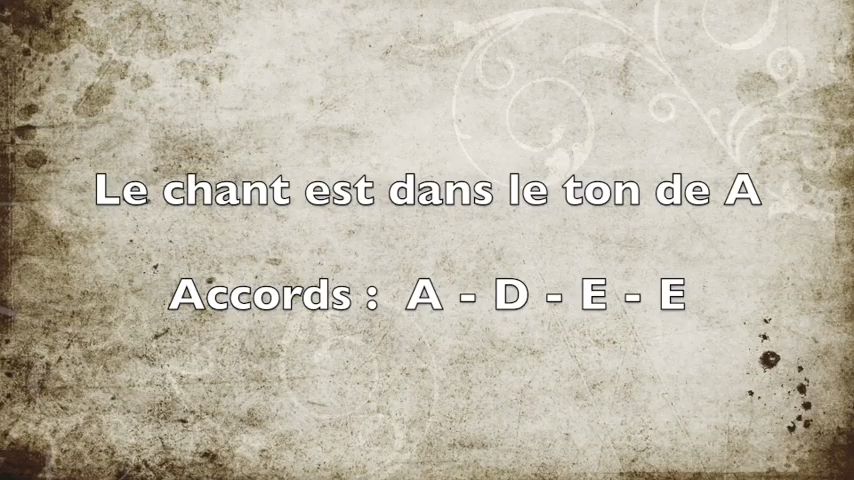 Le chant est dans le ton de A
Accords : A - D - E - E